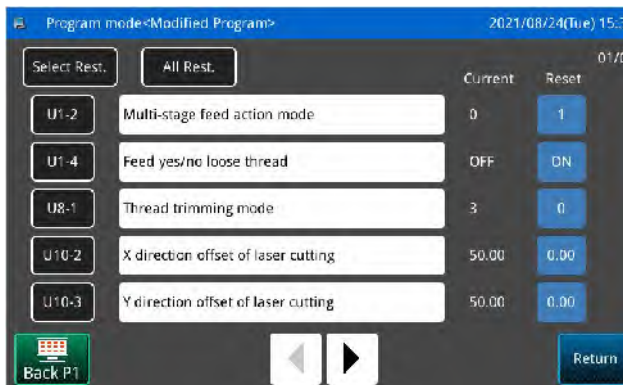 Program mode<Modified Program> 2021/08/24(Tue) 15:3
Select Rest. All Rest. 01/0
Current Reset
U1-2 Multi-stage feed action mode 0 1
U1-4 Feed yes/no loose thread OFF ON
U8-1 Thread trimming mode 3 0
U10-2 X direction offset of laser cutting 50.00 0.00
U10-3 Y direction offset of laser cutting 50.00 0.00
Back P1 Return